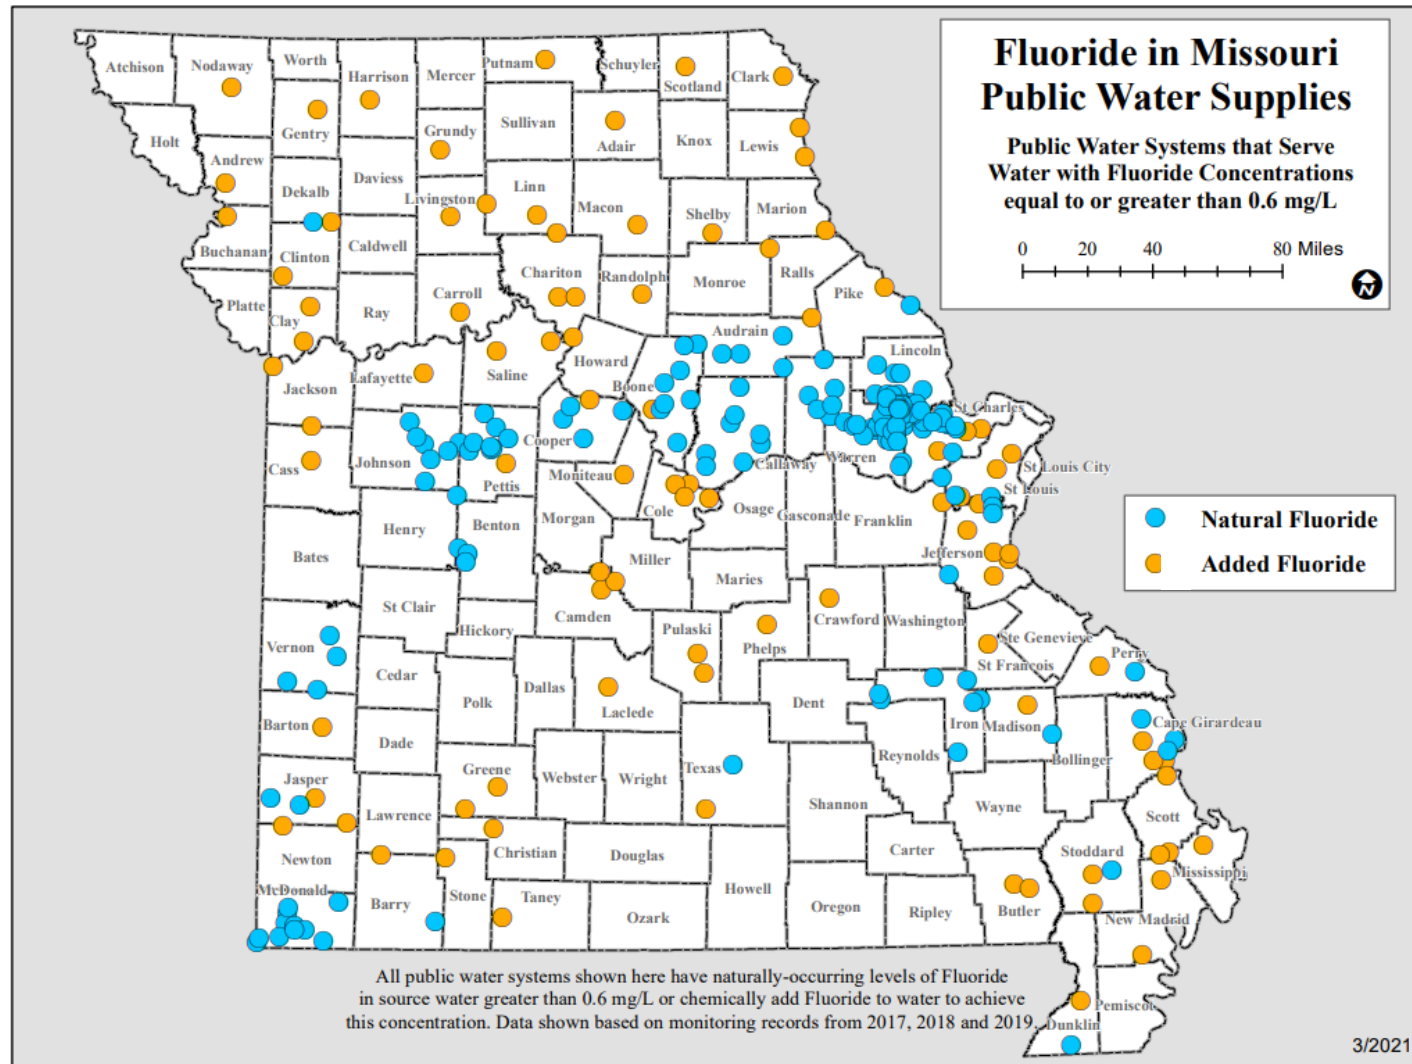 Fluoride in Missouri
Public Water Supplies
Public Water Systems that Serve
Water with Fluoride Concentrations
equal to or greater than 0.6 mg/L
0 20 40 80 Miles
N
Natural Fluoride
Added Fluoride
Atchison
Nodaway
Worth
Harrison
Mercer
Putnam
Schuyler
Scotland
Clark
Holt
Gentry
Grundy
Sullivan
Adair
Knox
Lewis
Andrew
Dekalb
Daviess
Livingston
Linn
Macon
Shelby
Marion
Buchanan
Clinton
Caldwell
Chariton
Randolph
Monroe
Ralls
Pike
Platte
Clay
Ray
Carroll
Audrain
Lincoln
Jackson
Lafayette
Saline
Howard
Boone
St Charles
Cass
Johnson
Pettis
Cooper
Moniteau
Callaway
Warren
St Louis City
St Louis
Bates
Henry
Benton
Morgan
Cole
Osage
Gasconade
Franklin
Jefferson
Miller
Maries
St Clair
Hickory
Camden
Pulaski
Phelps
Crawford
Washington
Ste Genevieve
St Francois
Perry
Vernon
Cedar
Polk
Dallas
Laclede
Dent
Iron
Madison
Cape Girardeau
Barton
Dade
Greene
Webster
Wright
Texas
Reynolds
Bollinger
Jasper
Lawrence
Shannon
Wayne
Scott
Newton
Christian
Douglas
Carter
Stoddard
Mississippi
McDonald
Barry
Stone
Taney
Ozark
Howell
Oregon
Ripley
Butler
New Madrid
Pemiscot
Dunklin
All public water systems shown here have naturally-occurring levels of Fluoride
in source water greater than 0.6 mg/L or chemically add Fluoride to water to achieve
this concentration. Data shown based on monitoring records from 2017, 2018 and 2019.
3/2021